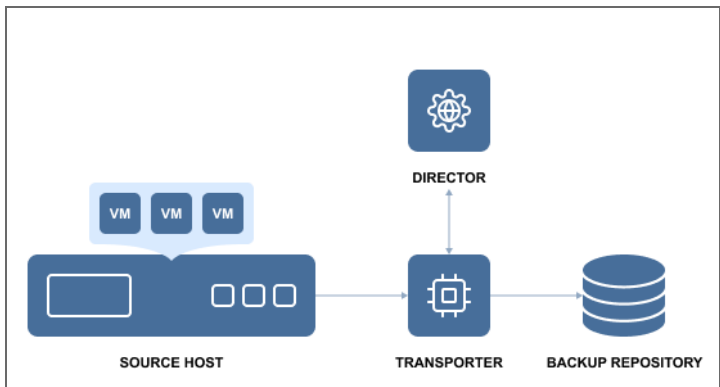 DIRECTOR
VM VM VM
SOURCE HOST
TRANSPORTER
BACKUP REPOSITORY